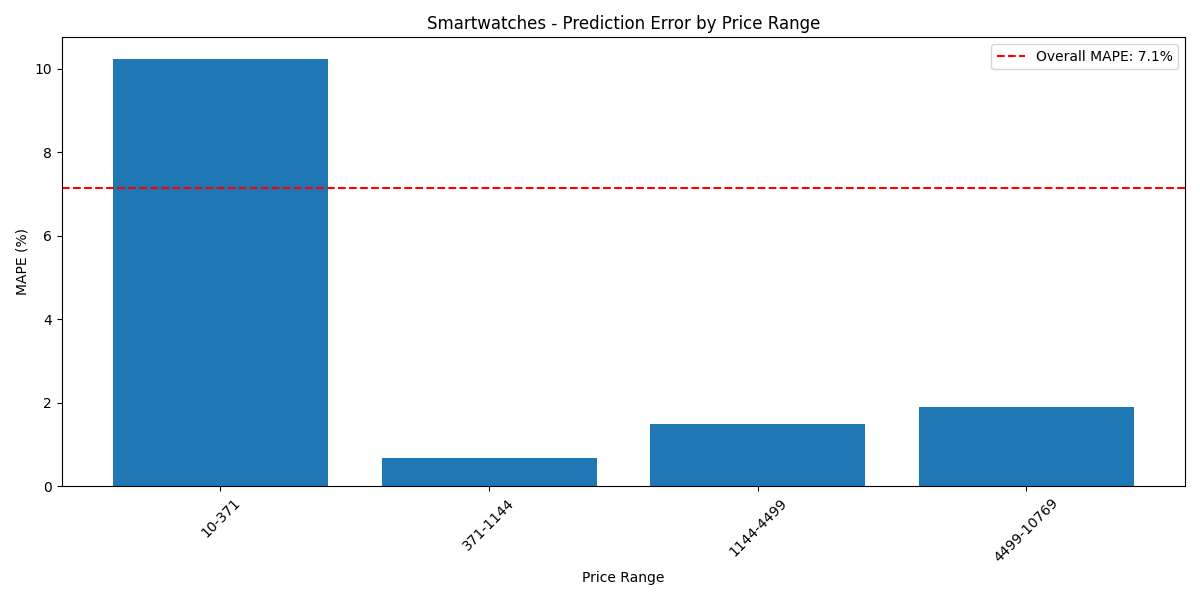 Smartwatches - Prediction Error by Price Range
Overall MAPE: 7.1%
MAPE (%)
10
8
6
4
2
0
10-371
371-1144
1144-4499
4499-10769
Price Range